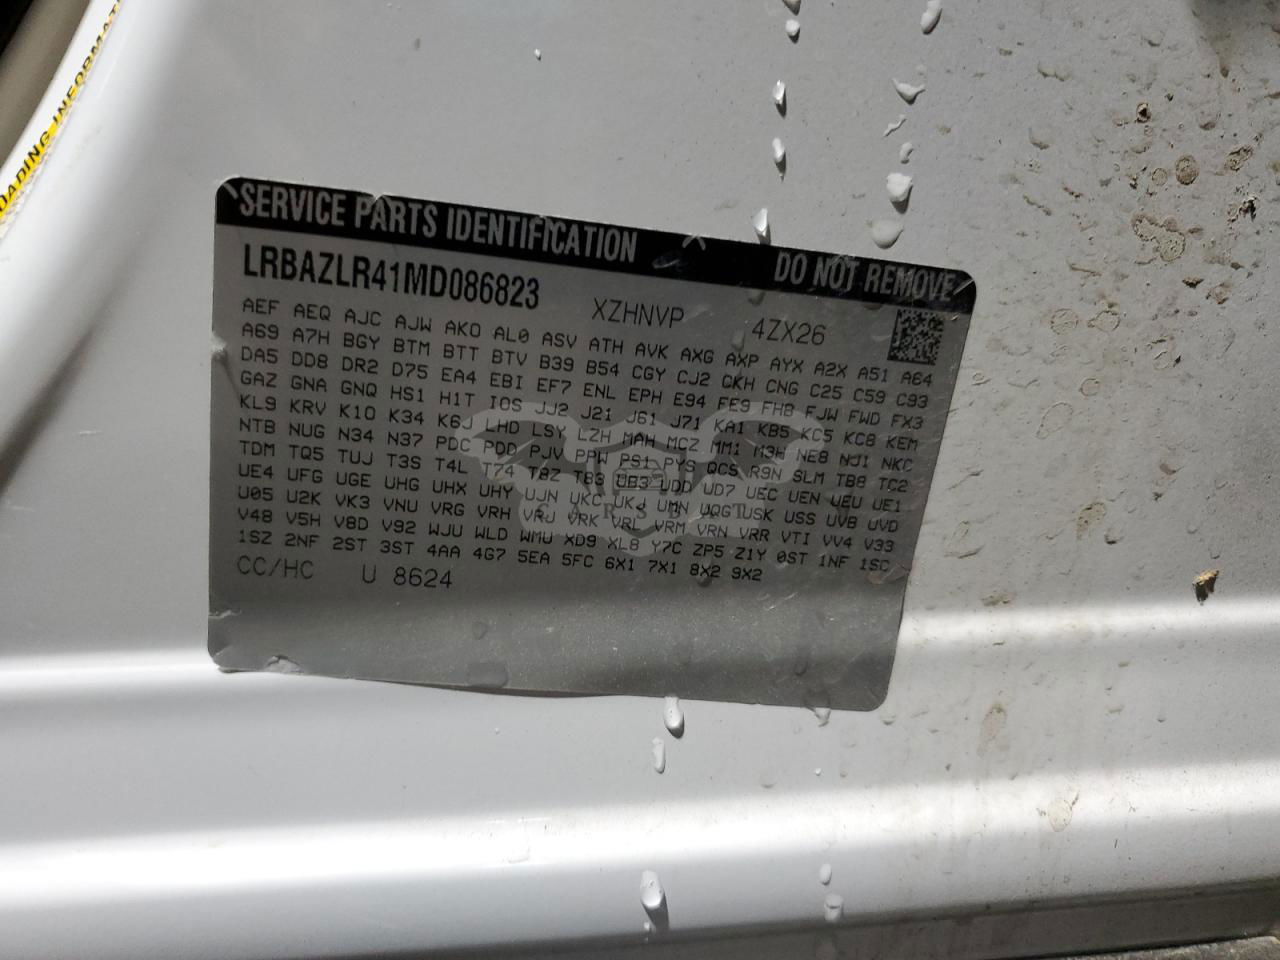 OADING INFORMAT
SERVICE PARTS IDENTIFICATION DO NOT REMOVE
LRBAZLR41MD086823 XZHNVP 4ZX26
AEF AEQ AJC AJW AKO AL0 ASV ATH AVK AXG AXP AYX A2X A51 A64
A69 A7H BGY BTM BTT BTV B39 B54 CGY CJ2 CKH CNG C25 C59 C93
DA5 DD8 DR2 D75 EA4 EBI EF7 ENL EPH E94 FE9 FHB FJW FWD FX3
GAZ GNA GNQ HS1 H1T IOS JJ2 J21 J61 J71 KA1 KB5 KC5 KC8 KEM
KL9 KRV K10 K34 K6J LHD LSY LZH MAH MCZ MM1 M3H NE8 NJ1 NKC
NTB NUG N34 N37 PDC PDD PJV PPW PS1 PYS QCS R9N SLM TB8 TC2
TDM TQ5 TUJ T3S T4L T74 T8Z T83 UB3 UDD UD7 UEC UEN UEU UE1
UE4 UFG UGE UHG UHX UHY UJN UKC UKJ UMN UQG USK USS UVB UVD
U05 U2K VK3 VNU VRG VRH VRJ VRK VRL VRM VRN VRR VTI VV4 V33
V48 V5H V8D V92 WJU WLD WMU XD9 XL8 Y7C ZP5 Z1Y 0ST 1NF 1SC
1SZ 2NF 2ST 3ST 4AA 4G7 5EA 5FC 6X1 7X1 8X2 9X2
CC/HC U 8624